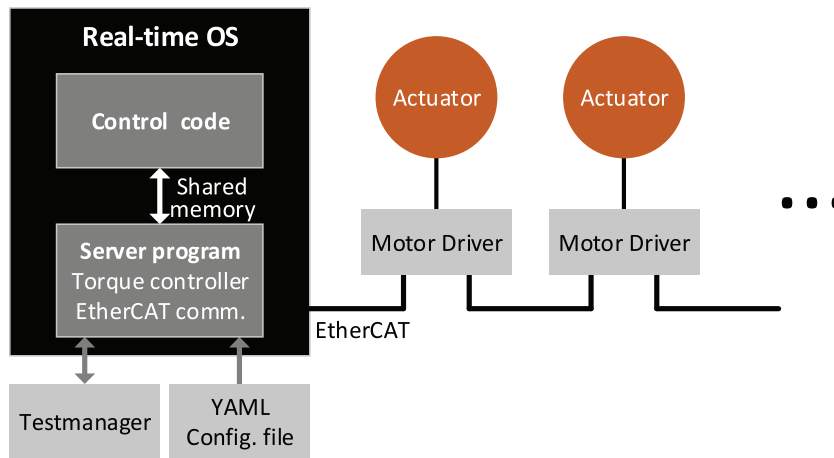 Real-time OS
Control code
Shared
memory
Server program
Torque controller
EtherCAT comm.
Testmanager
YAML
Config. file
EtherCAT
Actuator
Actuator
Motor Driver
Motor Driver